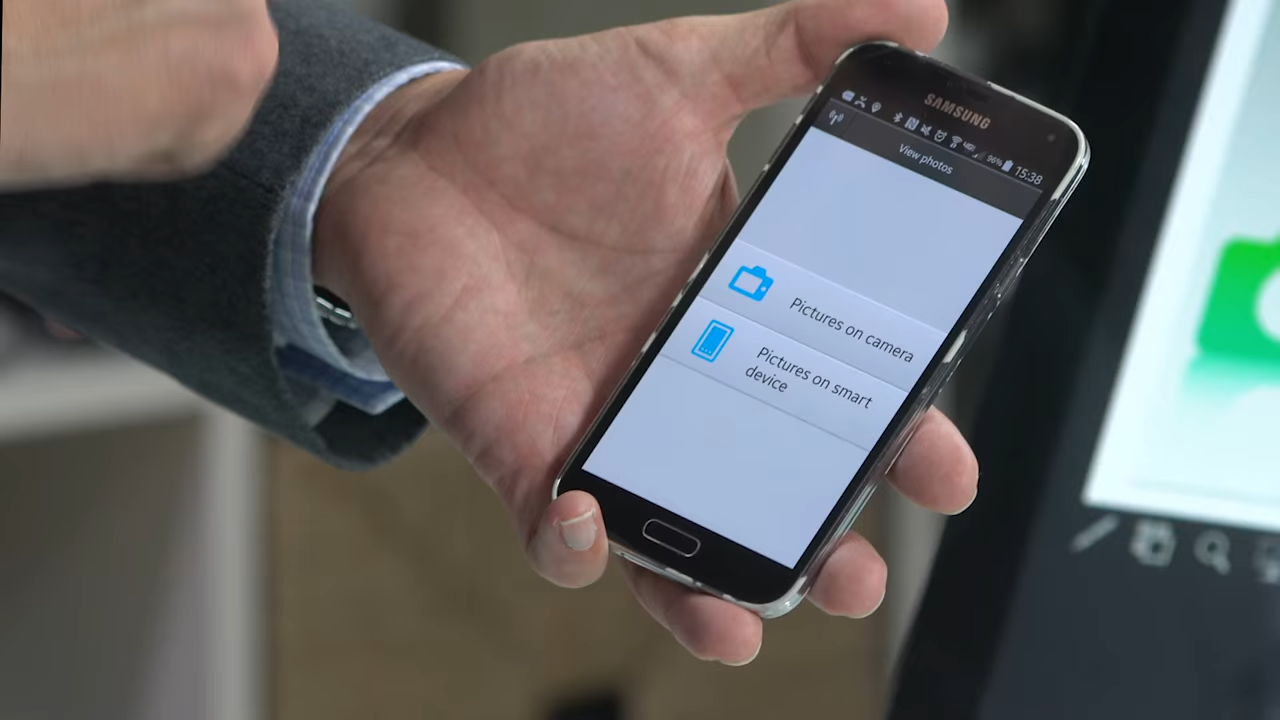 SAMSUNG
96% 15:38
View photos
Pictures on camera
Pictures on smart
device